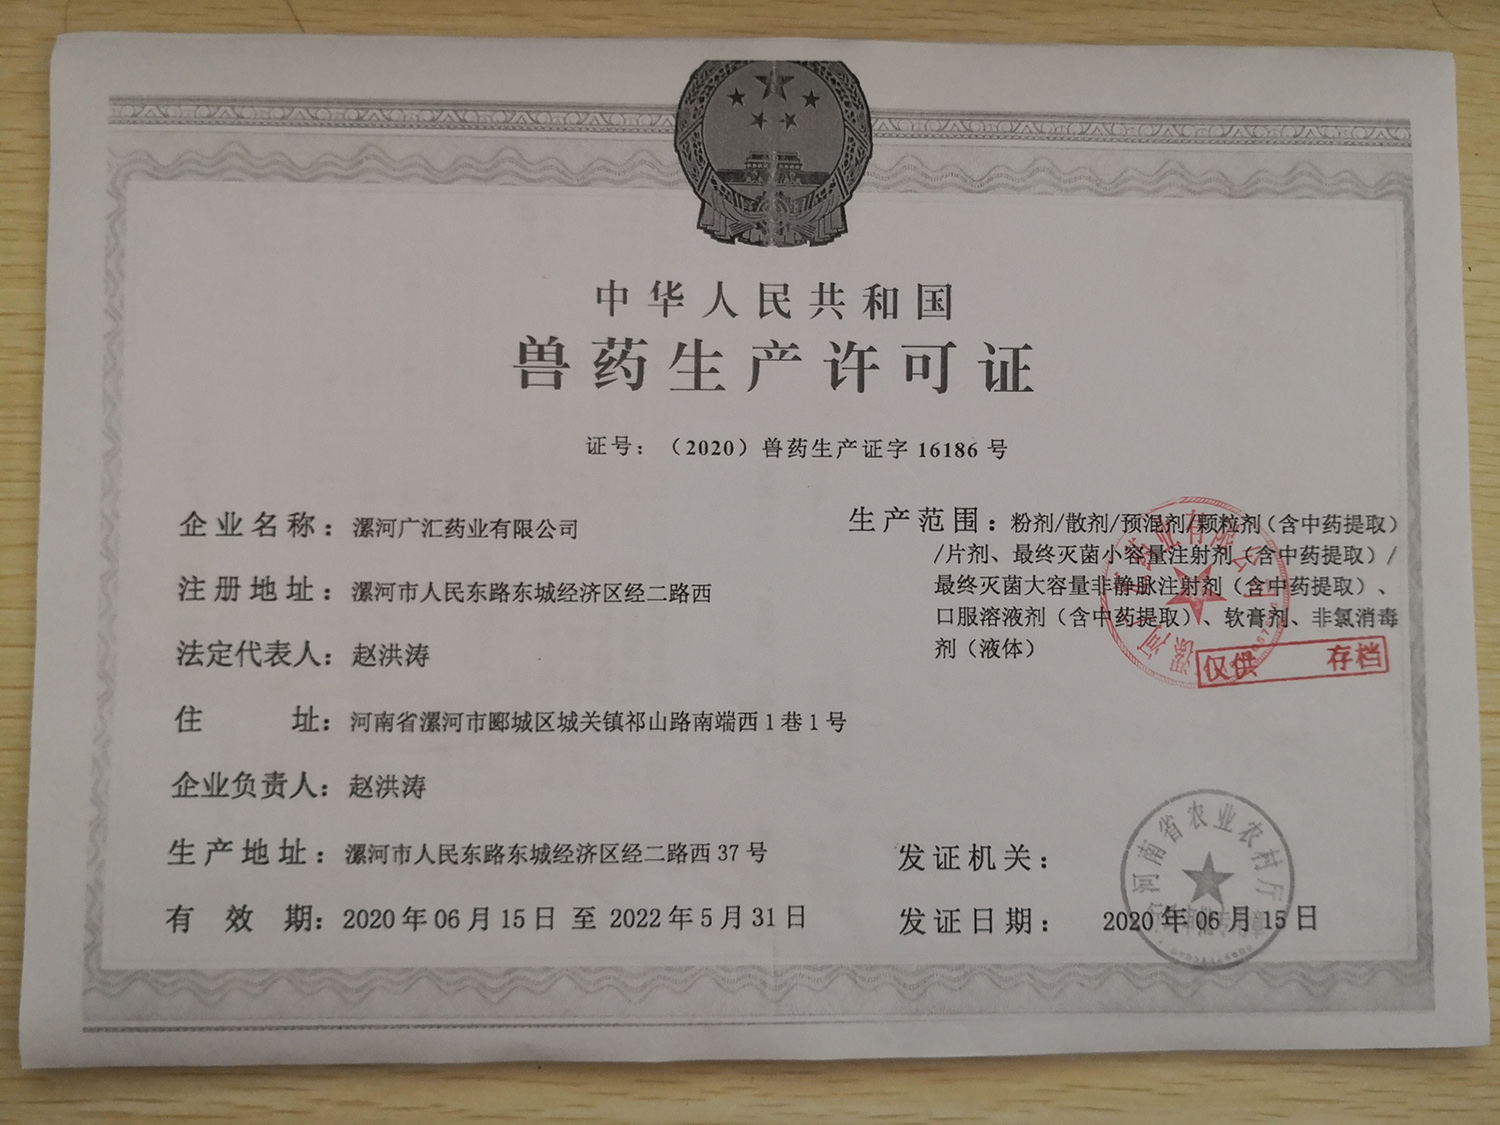 中华人民共和国
兽药生产许可证
证号：（2020）兽药生产证字 16186 号
企业名称：漯河广汇药业有限公司
注册地址：漯河市人民东路东城经济区经二路西
法定代表人：赵洪涛
住 址：河南省漯河市郾城区城关镇祁山路南端西1巷1号
企业负责人：赵洪涛
生产地址：漯河市人民东路东城经济区经二路西37号
有 效 期：2020年06月15日 至 2022年5月31日
生产范围：粉剂/散剂/预混剂/颗粒剂（含中药提取）
/片剂、最终灭菌小容量注射剂（含中药提取）/
最终灭菌大容量非静脉注射剂（含中药提取）、
口服溶液剂（含中药提取）、软膏剂、非氯消毒
剂（液体）
仅供 存档
发证机关：
河南省农业农村厅
发证日期：2020年06月15日